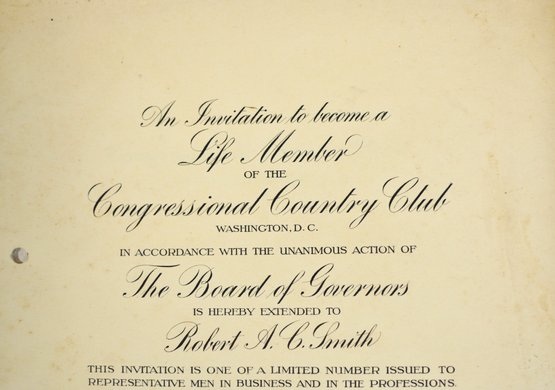 An Invitation to become a
Life Member
OF THE
Congressional Country Club
WASHINGTON, D. C.
IN ACCORDANCE WITH THE UNANIMOUS ACTION OF
The Board of Governors
IS HEREBY EXTENDED TO
Robert A. C. Smith
THIS INVITATION IS ONE OF A LIMITED NUMBER ISSUED TO
REPRESENTATIVE MEN IN BUSINESS AND IN THE PROFESSIONS.